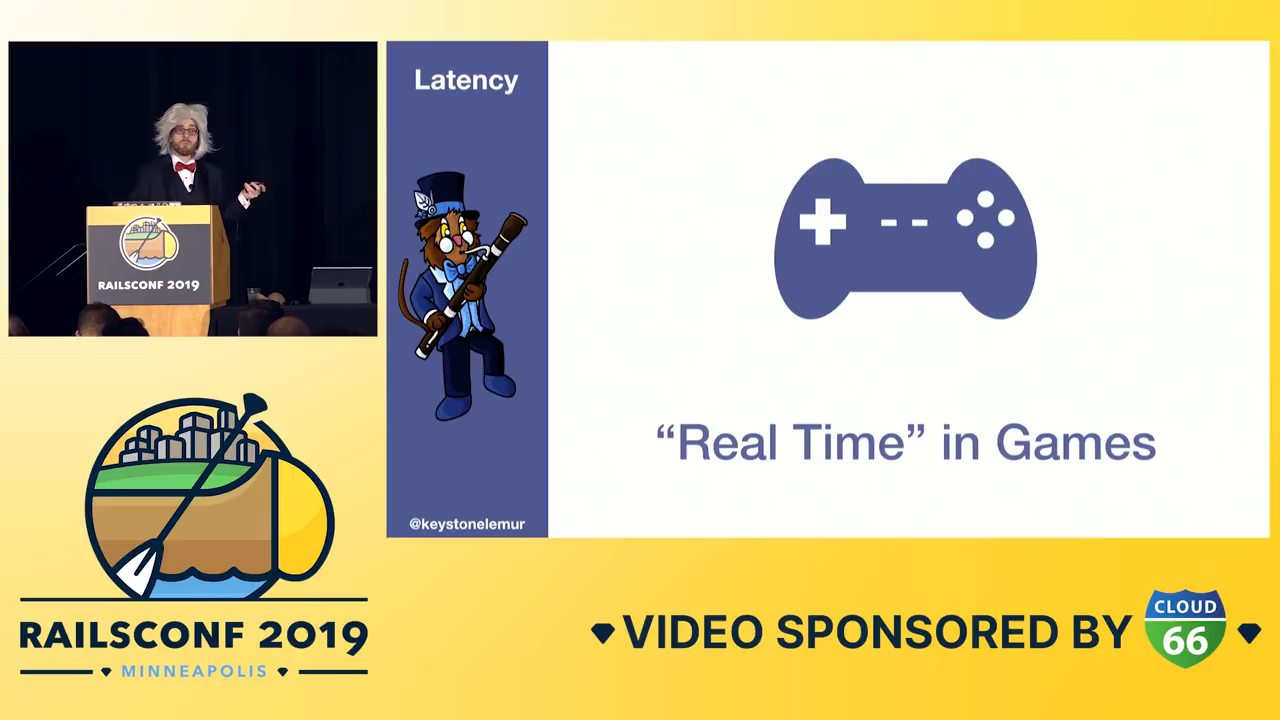 RAILSCONF 2019
Latency
@keystonelemur
“Real Time” in Games
RAILSCONF 2019
MINNEAPOLIS
VIDEO SPONSORED BY
CLOUD
66